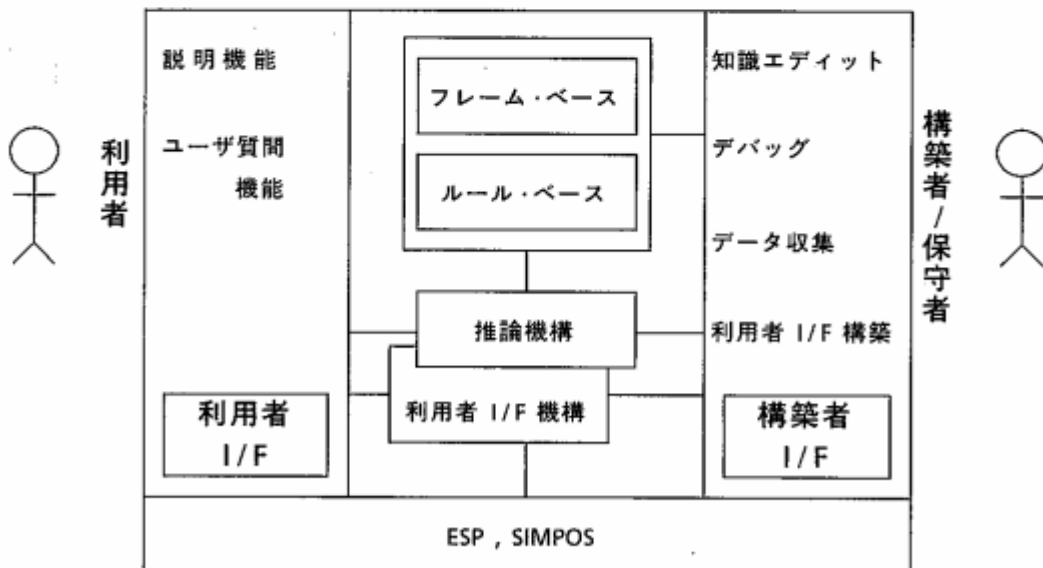 利用者
説明機能
ユーザ質問
機能
利用者
I/F
フレーム・ベース
ルール・ベース
推論機構
利用者 I/F 機構
知識エディット
デバッグ
データ収集
利用者 I/F 構築
構築者
I/F
構築者/保守者
ESP , SIMPOS